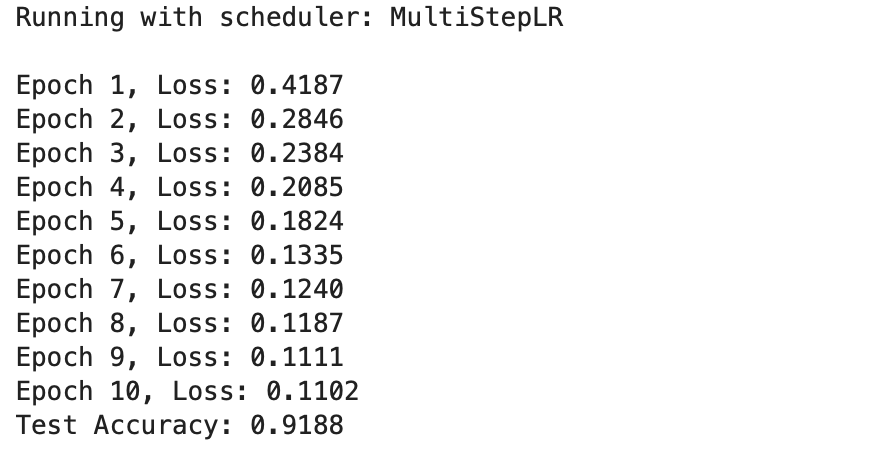 Running with scheduler: MultiStepLR
Epoch 1, Loss: 0.4187
Epoch 2, Loss: 0.2846
Epoch 3, Loss: 0.2384
Epoch 4, Loss: 0.2085
Epoch 5, Loss: 0.1824
Epoch 6, Loss: 0.1335
Epoch 7, Loss: 0.1240
Epoch 8, Loss: 0.1187
Epoch 9, Loss: 0.1111
Epoch 10, Loss: 0.1102
Test Accuracy: 0.9188